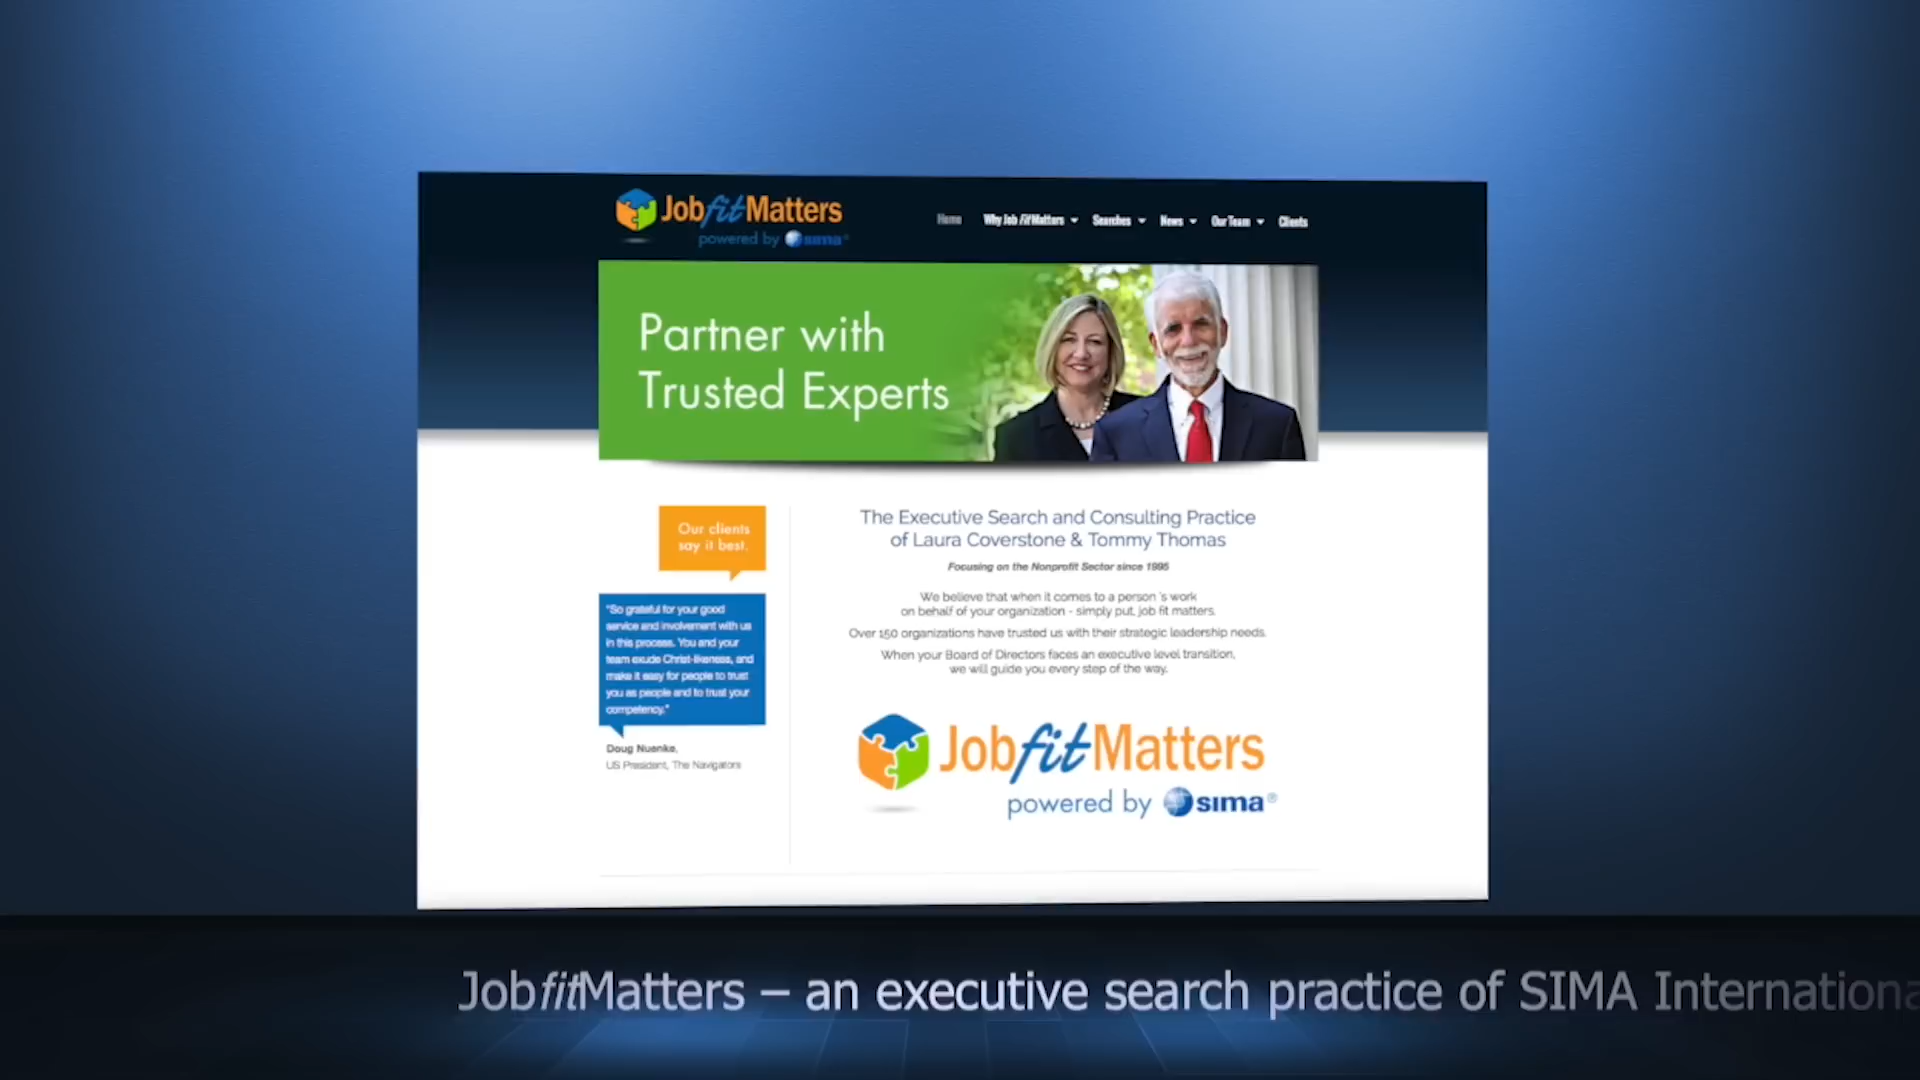 JobfitMatters
powered by sima
Home Why Job Fit Matters Searches News Our Team Clients
Partner with
Trusted Experts
Our clients
say it best.
"So grateful for your good
service and involvement with us
in this process. You and your
team exude Christ-likeness, and
make it easy for people to trust
you as people and to trust your
competency."
Doug Nuenke,
US President, The Navigators
The Executive Search and Consulting Practice
of Laura Coverstone & Tommy Thomas
Focusing on the Nonprofit Sector since 1995
We believe that when it comes to a person 's work
on behalf of your organization - simply put, job fit matters.
Over 150 organizations have trusted us with their strategic leadership needs.
When your Board of Directors faces an executive level transition,
we will guide you every step of the way.
JobfitMatters
powered by sima®
JobfitMatters – an executive search practice of SIMA Internationa